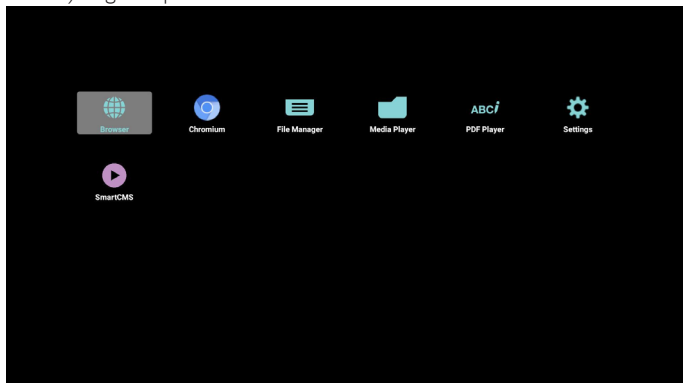 Browser
Chromium
File Manager
Media Player
ABCi
PDF Player
Settings
SmartCMS